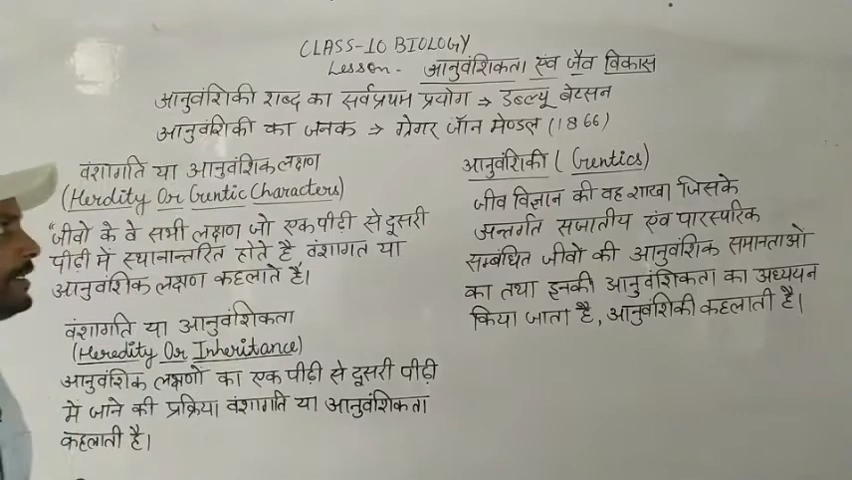 CLASS-10 BIOLOGY
Lesson - आनुवंशिकता एंव जैव विकास
आनुवंशिकी शब्द का सर्वप्रथम प्रयोग → डब्ल्यू बेटसन
आनुवंशिकी का जनक → ग्रेगर जॉन मेण्डल (1866)
वंशागति या आनुवंशिक लक्षण
(Herdity Or Gentic Characters)
"जीवो के वे सभी लक्षण जो एक पीढ़ी से दूसरी
पीढ़ी में स्थानान्तरित होते है वंशागत या
आनुवंशिक लक्षण कहलाते है।
वंशागति या आनुवंशिकता
(Heredity Or Inheritance)
आनुवंशिक लक्षणों का एक पीढ़ी से दूसरी पीढ़ी
में जाने की प्रक्रिया वंशागति या आनुवंशिकता
कहलाती है।
आनुवंशिकी (Gentics)
जीव विज्ञान की वह शाखा जिसके
अन्तर्गत सजातीय एंव पारस्परिक
सम्बंधित जीवों की आनुवंशिक समानताओं
का तथा इनकी आनुवंशिकता का अध्ययन
किया जाता है, आनुवंशिकी कहलाती है।